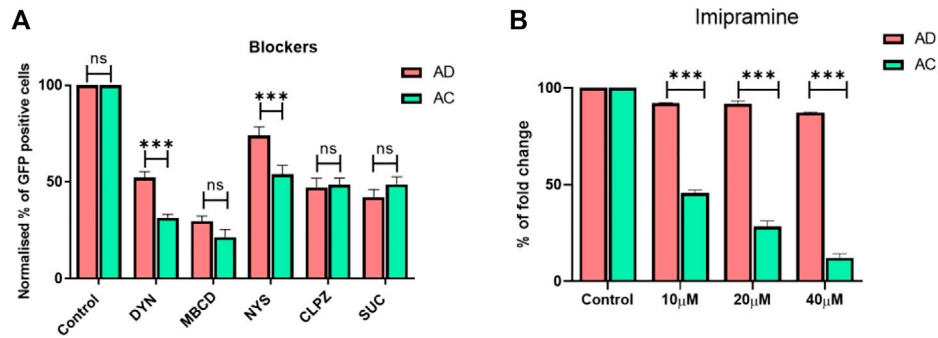 A
Blockers
AD
AC
Normalised % of GFP positive cells
100
50
0
ns
***
ns
***
ns
ns
Control
DYN
MBCD
NYS
CLPZ
SUC
B
Imipramine
AD
AC
% of fold change
100
50
0
***
***
***
Control
10μM
20μM
40μM